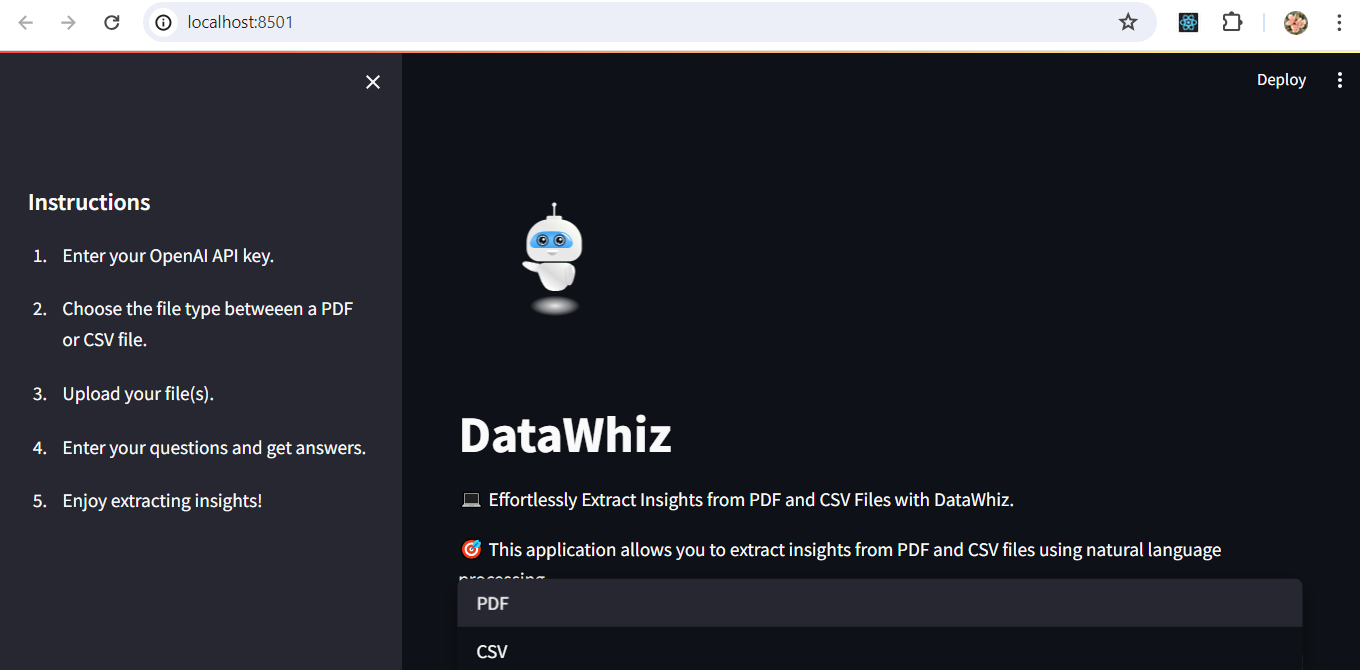 localhost:8501
Deploy
Instructions
1. Enter your OpenAI API key.
2. Choose the file type betweeen a PDF
or CSV file.
3. Upload your file(s).
4. Enter your questions and get answers.
5. Enjoy extracting insights!
DataWhiz
💻 Effortlessly Extract Insights from PDF and CSV Files with DataWhiz.
🎯 This application allows you to extract insights from PDF and CSV files using natural language
processing.
PDF
CSV